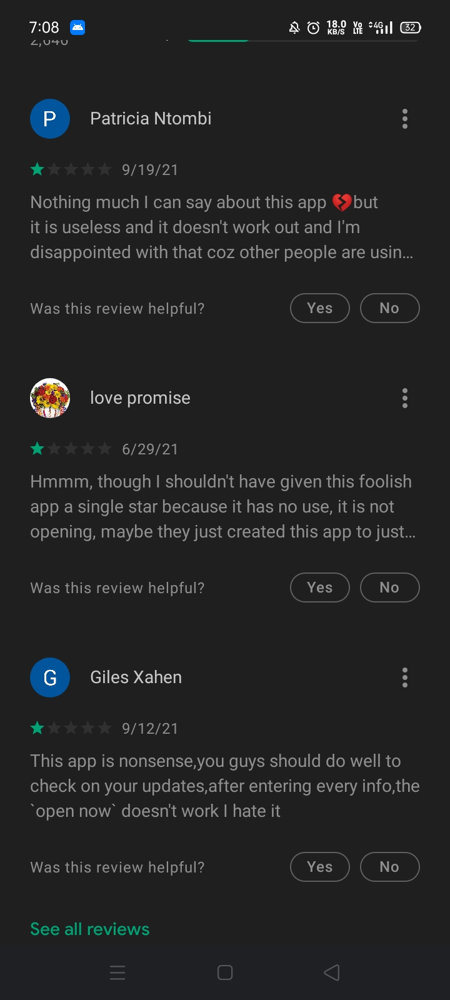 7:08
18.0
KB/S
Vo
LTE
4G
32
2,646
P
Patricia Ntombi
9/19/21
Nothing much I can say about this app 💔but
it is useless and it doesn't work out and I'm
disappointed with that coz other people are usin...
Was this review helpful?
Yes
No
love promise
6/29/21
Hmmm, though I shouldn't have given this foolish
app a single star because it has no use, it is not
opening, maybe they just created this app to just...
Was this review helpful?
Yes
No
G
Giles Xahen
9/12/21
This app is nonsense,you guys should do well to
check on your updates,after entering every info,the
`open now` doesn't work I hate it
Was this review helpful?
Yes
No
See all reviews